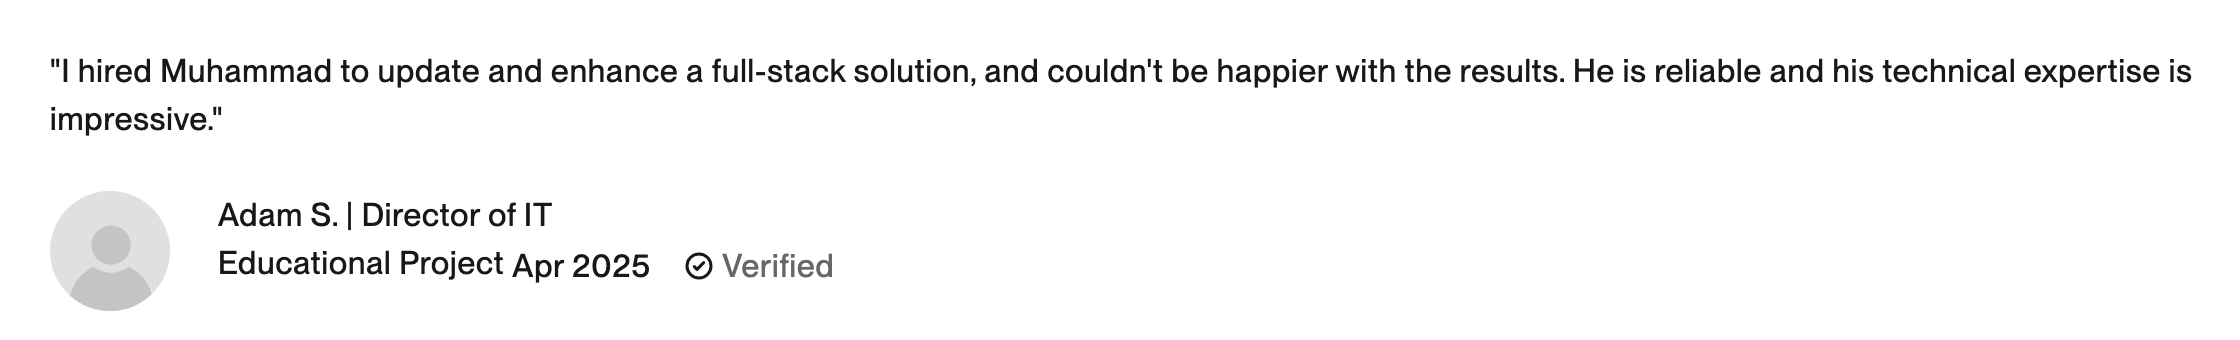 "I hired Muhammad to update and enhance a full-stack solution, and couldn't be happier with the results. He is reliable and his technical expertise is
impressive."
Adam S. | Director of IT
Educational Project Apr 2025 Verified